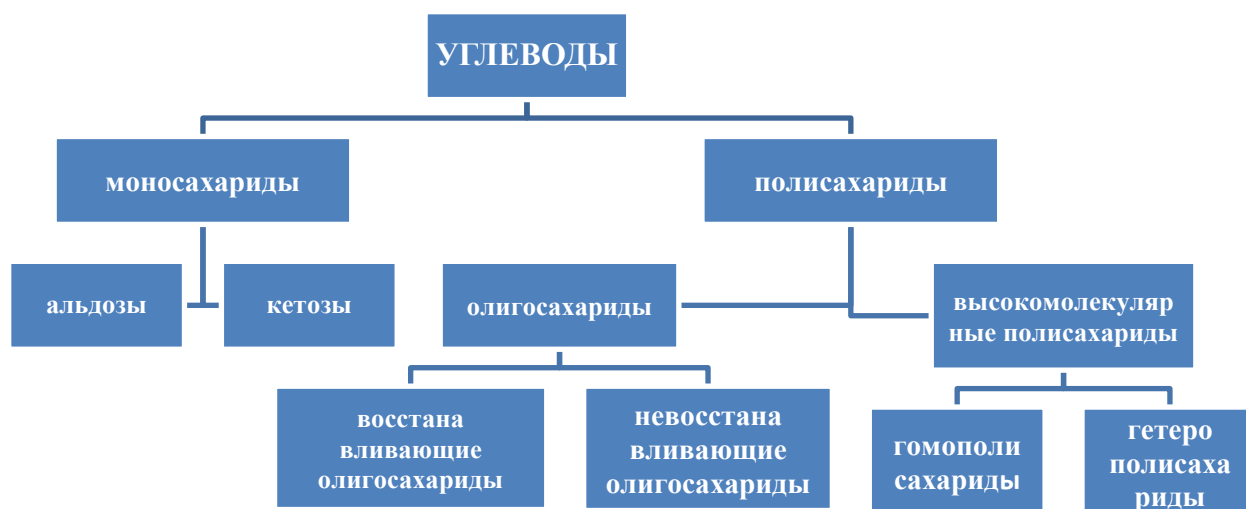 УГЛЕВОДЫ
моносахариды
полисахариды
альдозы
кетозы
олигосахариды
высокомолекуляр
ные полисахариды
восстана
вливающие
олигосахариды
невосстана
вливающие
олигосахариды
гомополи
сахариды
гетеро
полисаха
риды